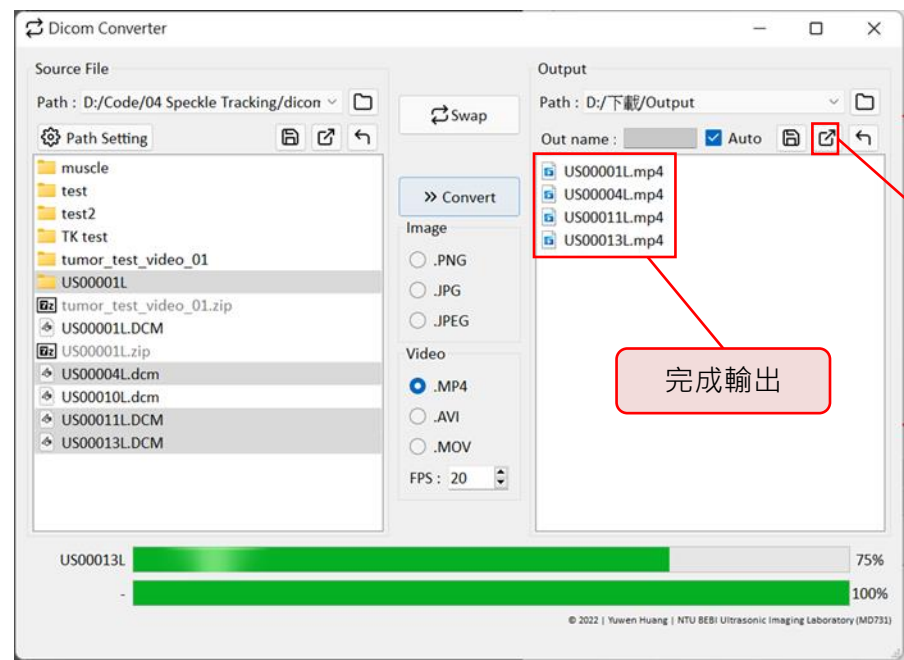 Dicom Converter
Source File
Path : D:/Code/04 Speckle Tracking/dicon
Path Setting
muscle
test
test2
TK test
tumor_test_video_01
US00001L
tumor_test_video_01.zip
US00001L.DCM
US00001L.zip
US00004L.dcm
US00010L.dcm
US00011L.DCM
US00013L.DCM
Swap
Convert
Image
.PNG
.JPG
.JPEG
Video
.MP4
.AVI
.MOV
FPS : 20
Output
Path : D:/下載/Output
Out name : Auto
US00001L.mp4
US00004L.mp4
US00011L.mp4
US00013L.mp4
完成輸出
US00013L 75%
- 100%
© 2022 | Yuwen Huang | NTU BEBI Ultrasonic Imaging Laboratory (MD731)